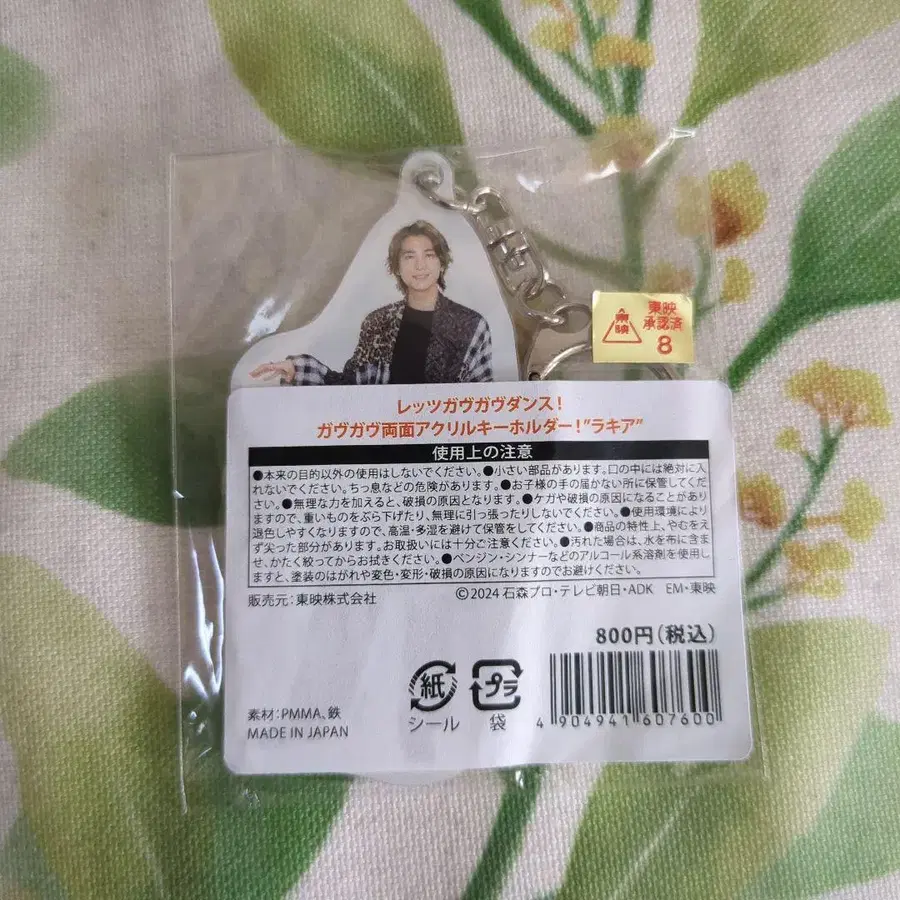 東映
承認済
東映
8
レッツガヴガヴダンス!
ガヴガヴ両面アクリルキーホルダー!"ラキア"
使用上の注意
●本来の目的以外の使用はしないでください。●小さい部品があります。口の中には絶対に入
れないでください。ちっ息などの危険があります。●お子様の手の届かない所に保管してくださ
い。●無理な力を加えると、破損の原因となります。●ケガや破損の原因になることがあり
ますので、重いものをぶら下げたり、無理に引っ張ったりしないでください。●使用環境により
退色しやすくなりますので、高温・多湿を避けて保管をしてください。●商品の特性上、やむをえ
ず尖った部分があります。お取扱いには十分ご注意ください。●汚れた場合は、水を布に含ま
せ、かたく絞ってからお拭きください。●ベンジン・シンナーなどのアルコール系溶剤を使用し
ますと、塗装のはがれや変色・変形・破損の原因になりますのでお避けください。
販売元:東映株式会社
©2024 石森プロ・テレビ朝日・ADK EM・東映
800円(税込)
紙
シール
プラ
袋
4 904941 607600
素材:PMMA、鉄
MADE IN JAPAN